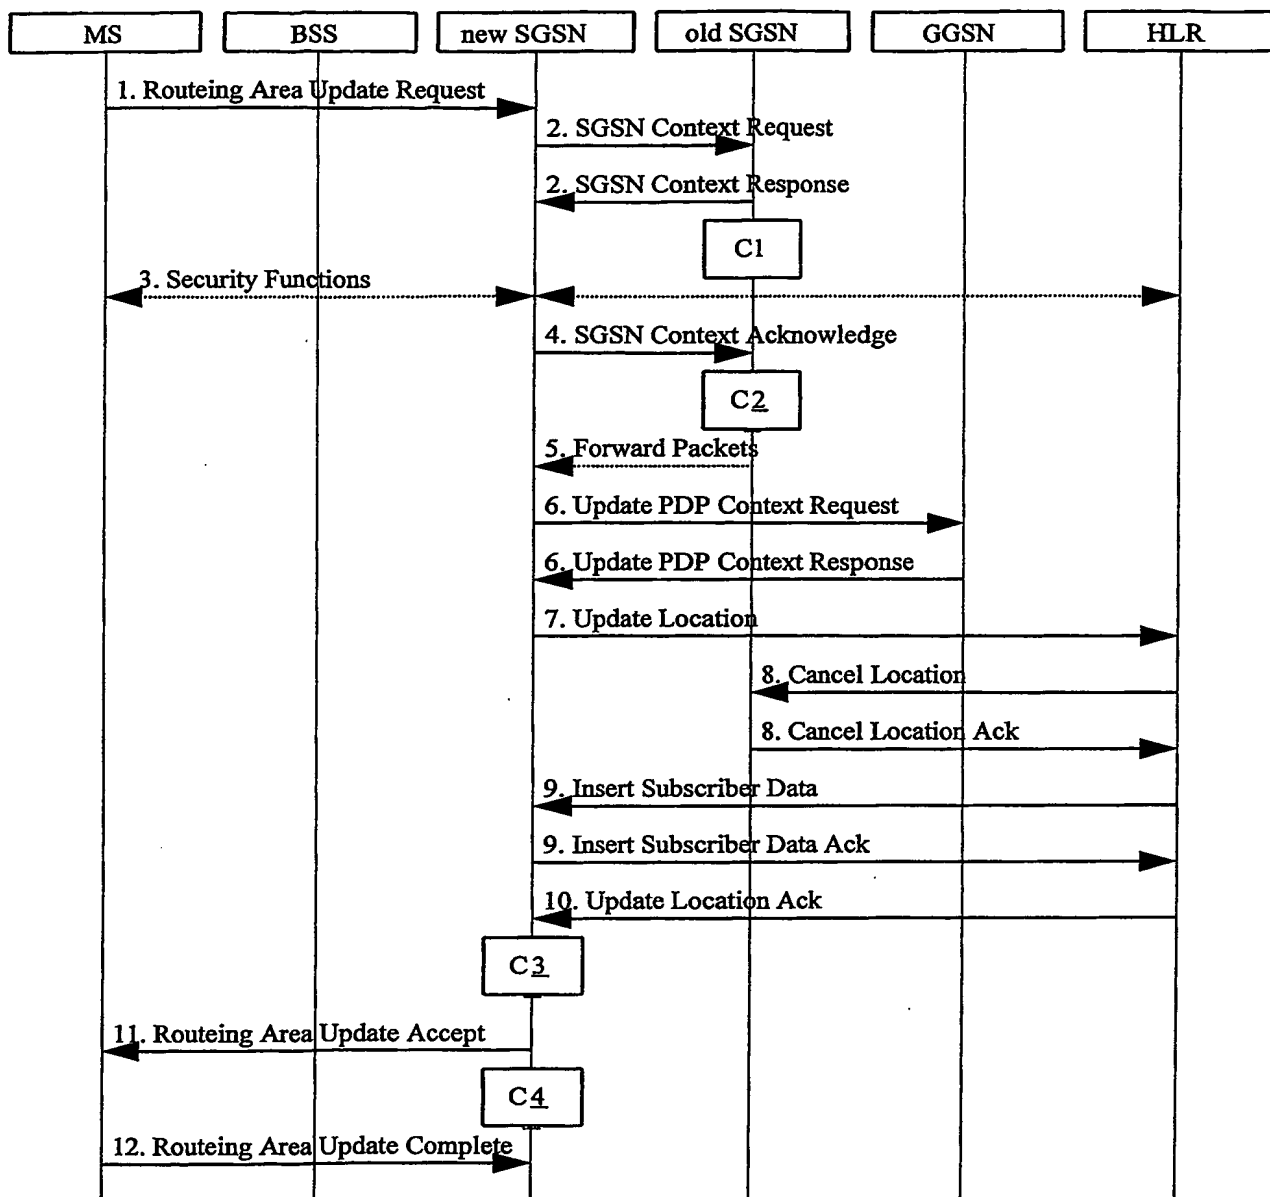 MS BSS new SGSN old SGSN GGSN HLR
1. Routeing Area Update Request
2. SGSN Context Request
2. SGSN Context Response
C1
3. Security Functions
4. SGSN Context Acknowledge
C2
5. Forward Packets
6. Update PDP Context Request
6. Update PDP Context Response
7. Update Location
8. Cancel Location
8. Cancel Location Ack
9. Insert Subscriber Data
9. Insert Subscriber Data Ack
10. Update Location Ack
C3
11. Routeing Area Update Accept
C4
12. Routeing Area Update Complete